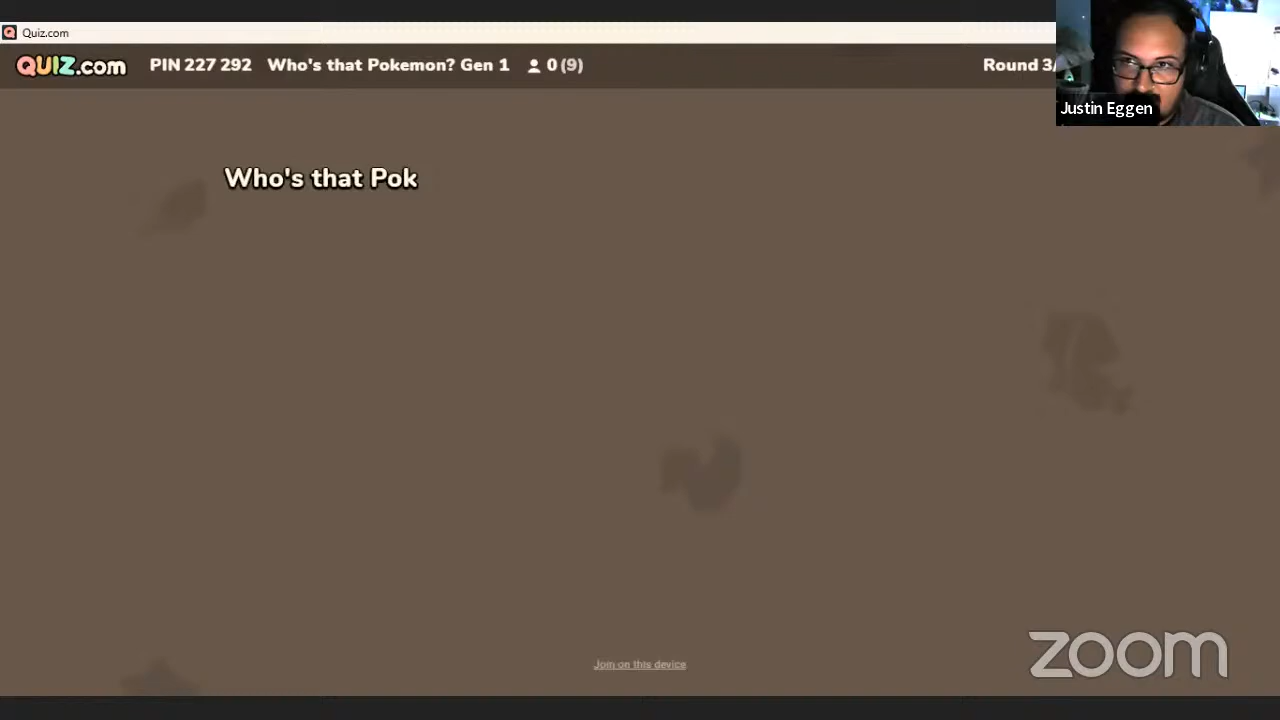 Quiz.com
QUIZ.com PIN 227 292 Who's that Pokemon? Gen 1 0 (9) Round 3/
Justin Eggen
Who's that Pok
Join on this device
zoom